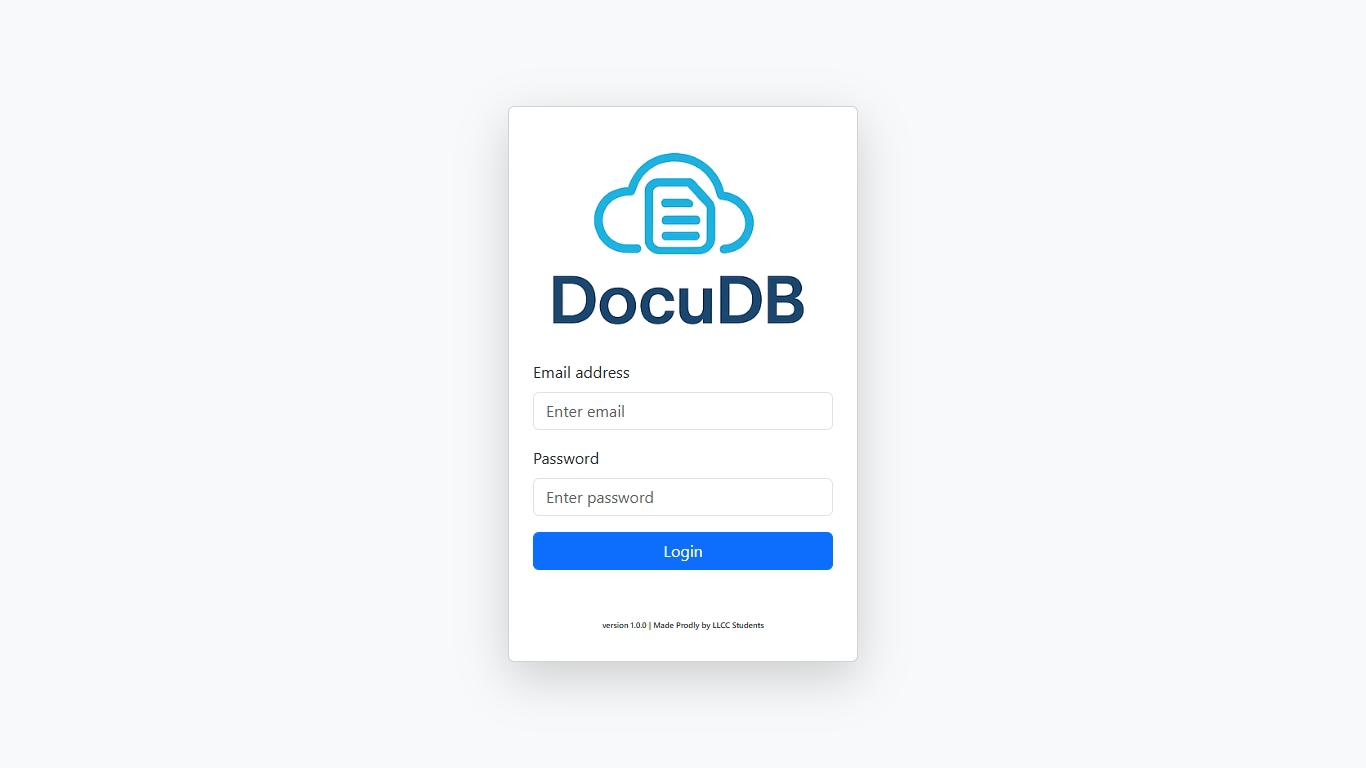 DocuDB
Email address
Enter email
Password
Enter password
Login
version 1.0.0 | Made Prodly by LLCC Students